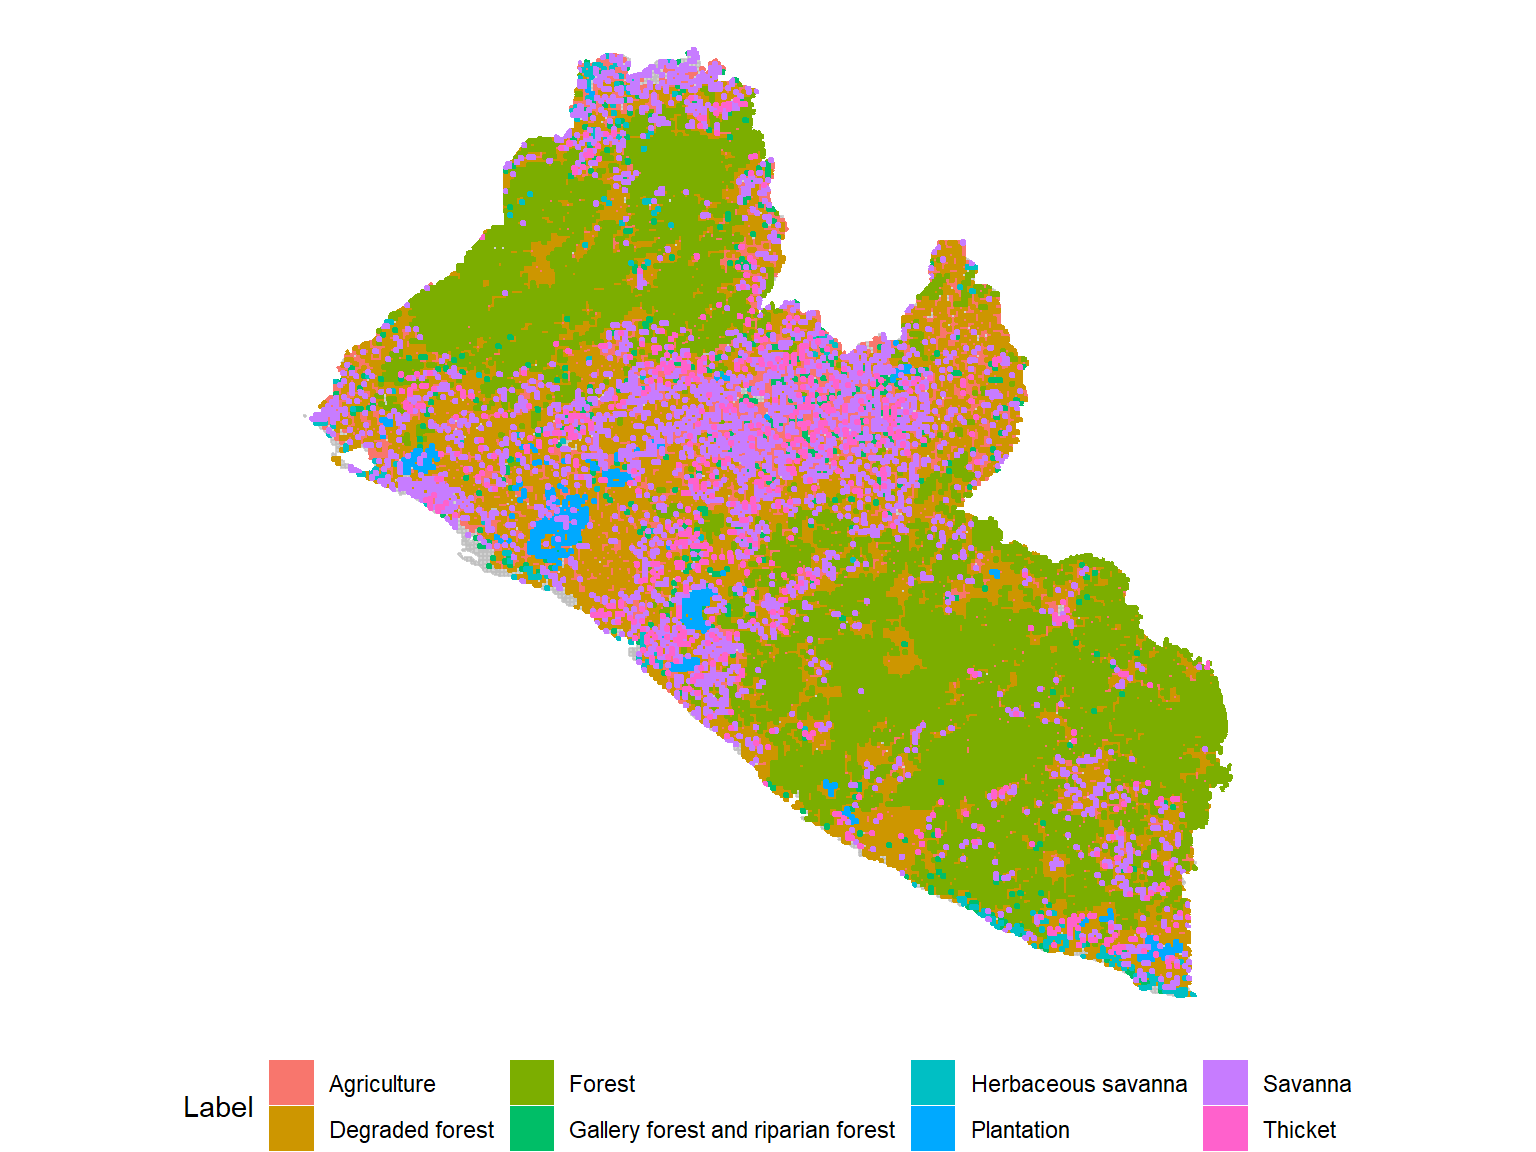 Label
Agriculture
Forest
Herbaceous savanna
Savanna
Degraded forest
Gallery forest and riparian forest
Plantation
Thicket